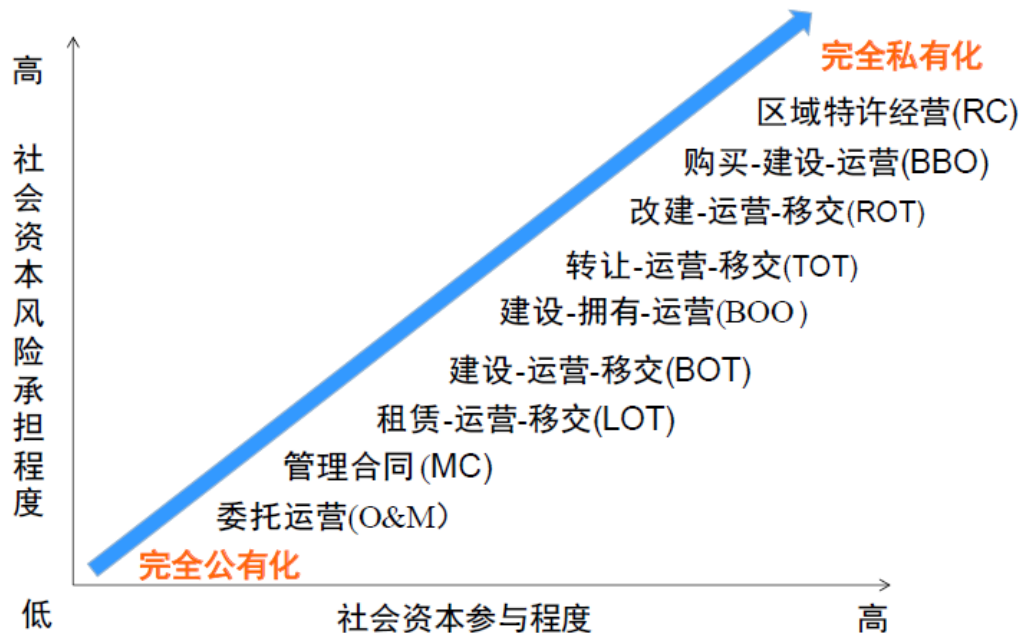 高
社会资本风险承担程度
完全私有化
区域特许经营(RC)
购买-建设-运营(BBO)
改建-运营-移交(ROT)
转让-运营-移交(TOT)
建设-拥有-运营(BOO)
建设-运营-移交(BOT)
租赁-运营-移交(LOT)
管理合同(MC)
委托运营(O&M）
完全公有化
低
社会资本参与程度
高